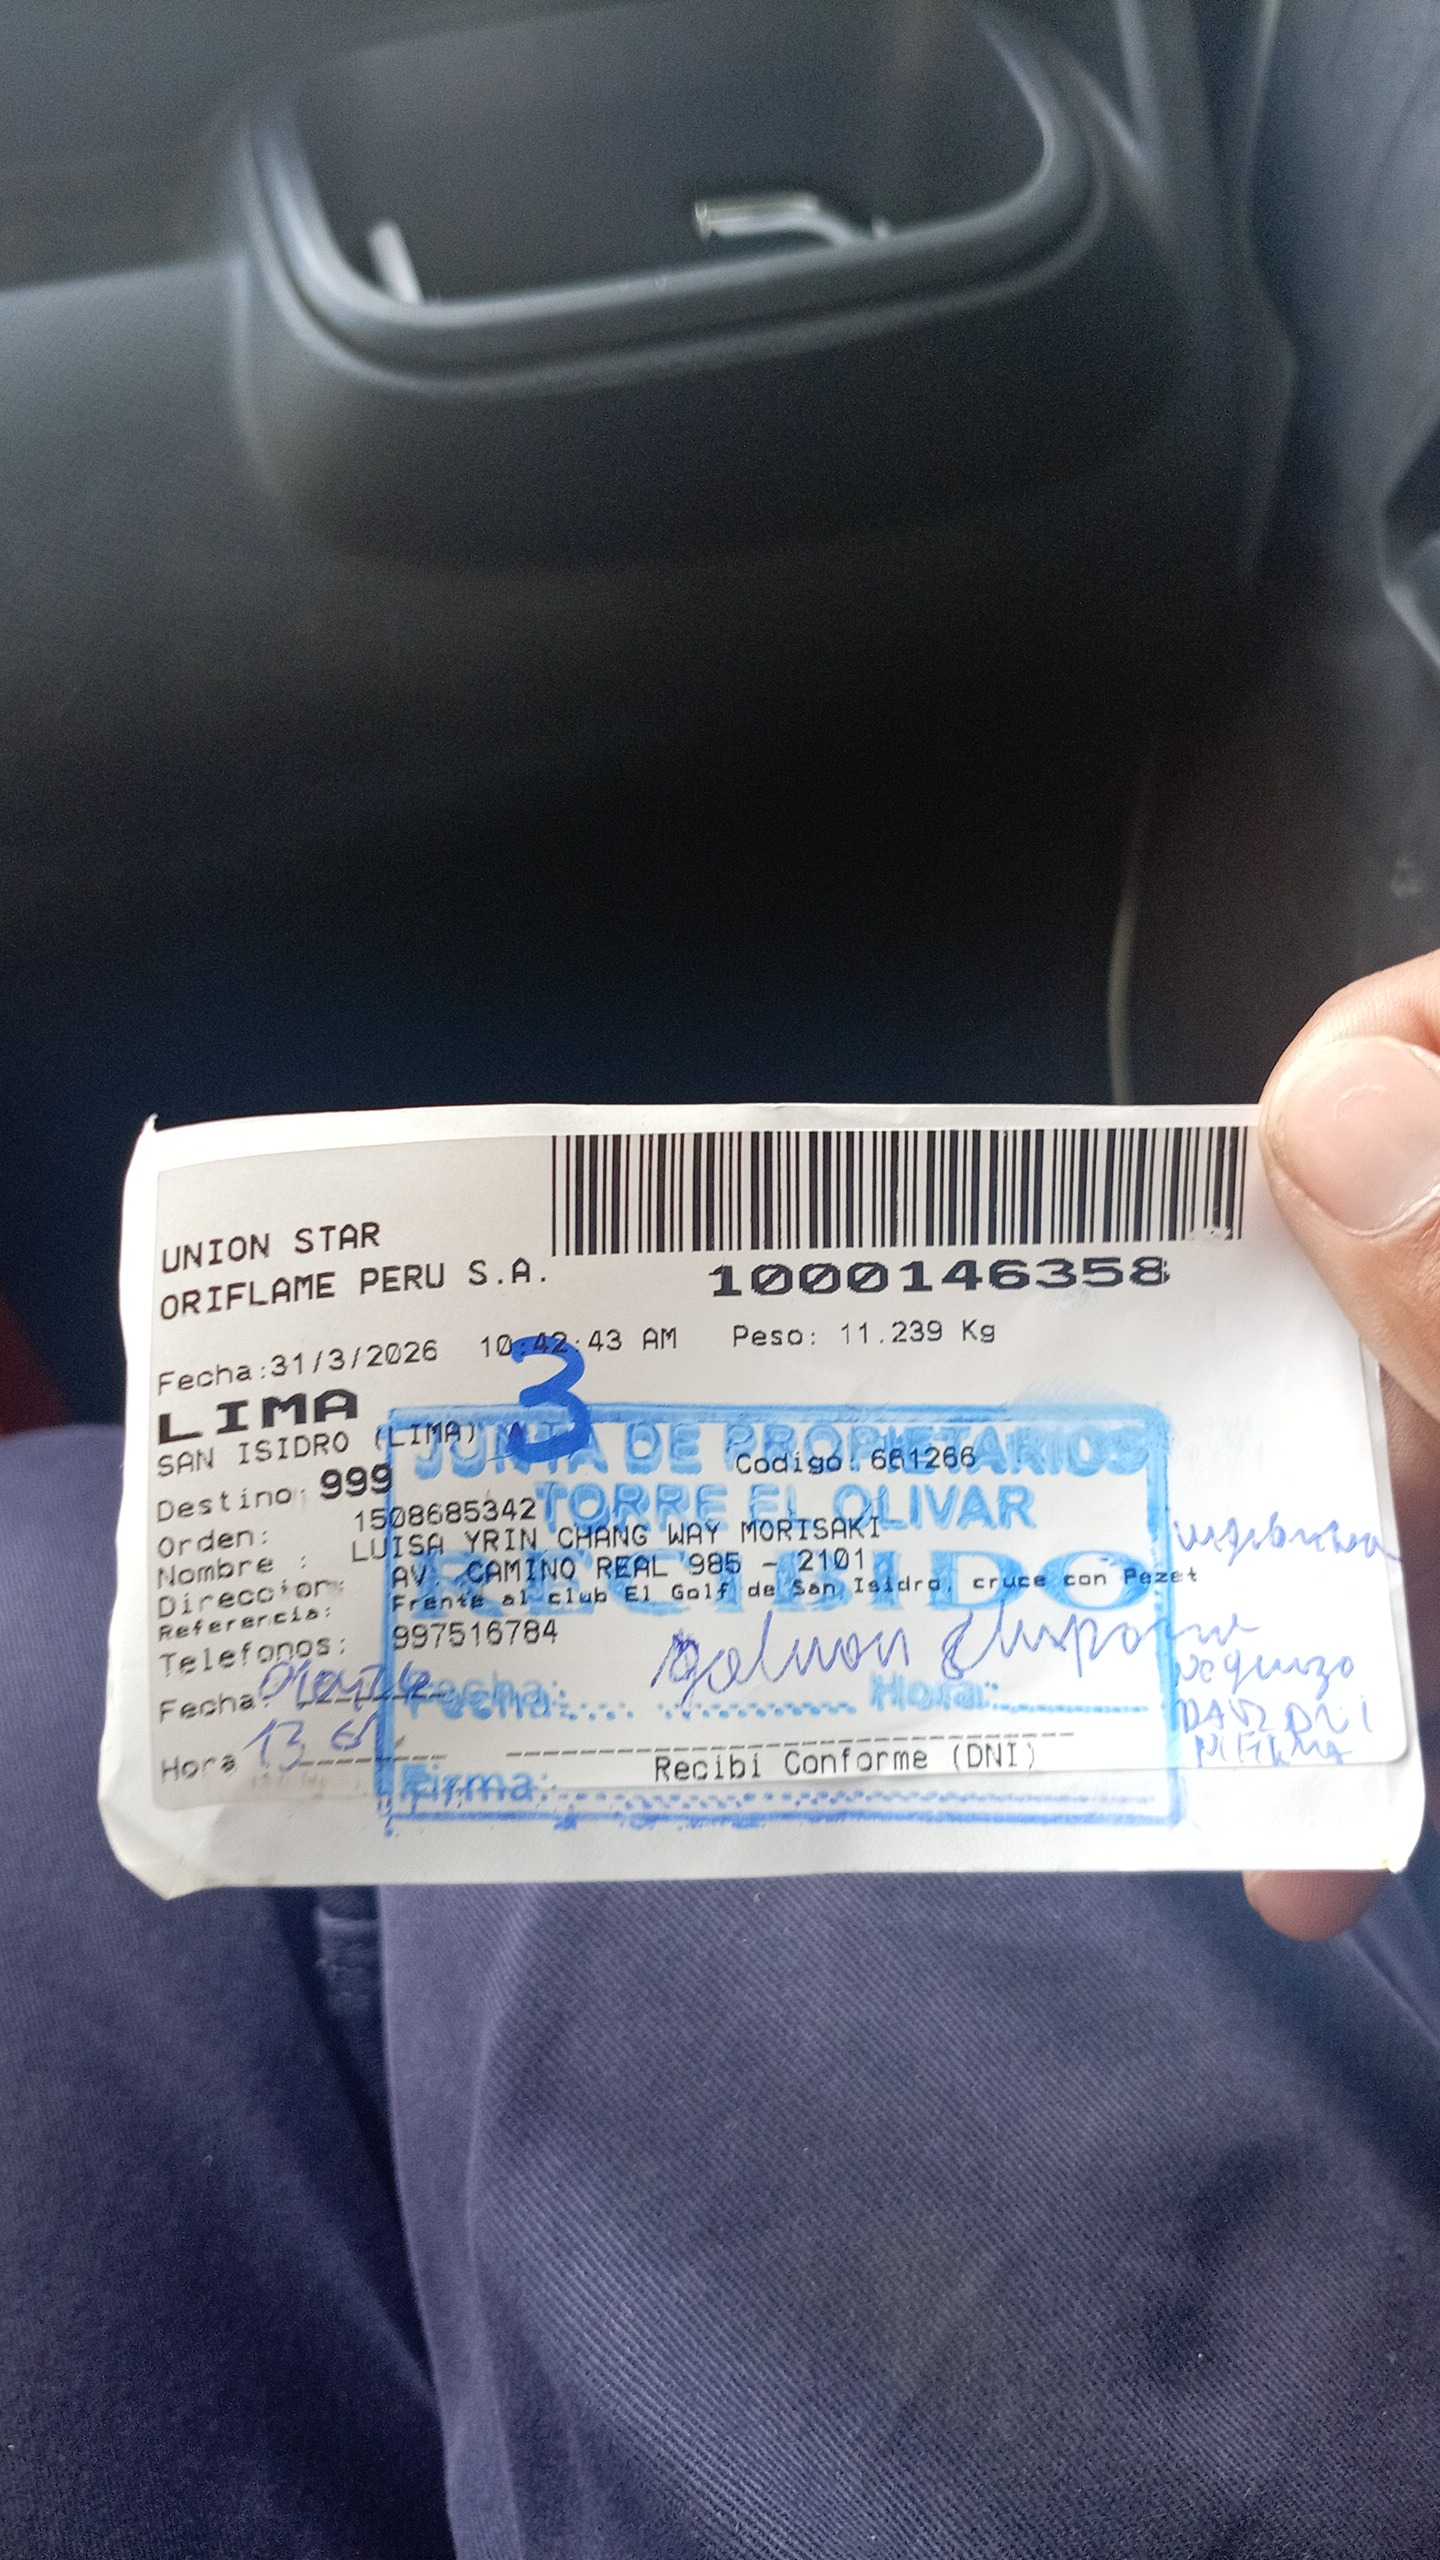 UNION STAR
ORIFLAME PERU S.A.
1000146358
Fecha:31/3/2026 10:42:43 AM Peso: 11.239 Kg
3
LIMA
SAN ISIDRO (LIMA) A
JUNTA DE PROPIETARIOS
Codigo: 661266
Destino: 999
TORRE EL OLIVAR
Orden: 1508685342
Nombre : LUISA YRIN CHANG WAY MORISAKI
RECIBIDO
Direccion: AV. CAMINO REAL 985 - 2101
Referencia: Frente al club El Golf de San Isidro, cruce con Pezet
Telefonos: 997516784
Fecha:
Fecha: Hora:
Hora 13
Recibi Conforme (DNI)
Firma: